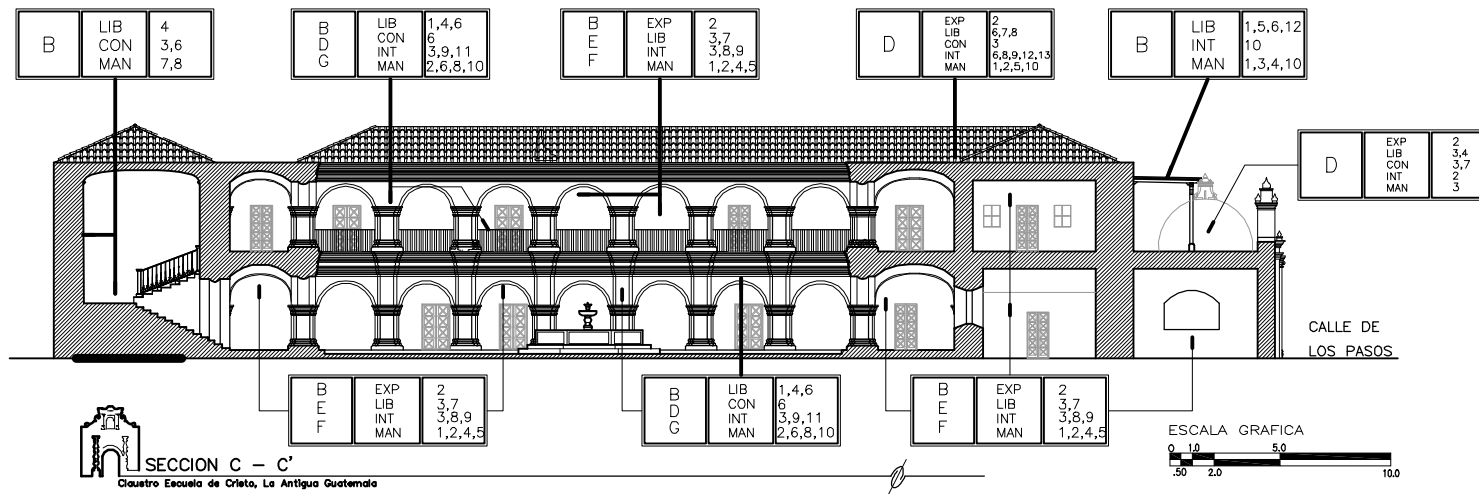 B
LIB 4
CON 3,6
MAN 7,8
B
D
G
LIB 1,4,6
CON 6
INT 3,9,11
MAN 2,6,8,10
B
E
F
EXP 2
LIB 3,7
INT 3,8,9
MAN 1,2,4,5
D
EXP 2
LIB 6,7,8
CON 3
INT 6,8,9,12,13
MAN 1,2,5,10
B
LIB 1,5,6,12
INT 10
MAN 1,3,4,10
D
EXP 2
LIB 3,4
CON 3,7
INT 2
MAN 3
CALLE DE
LOS PASOS
B
E
F
EXP 2
LIB 3,7
INT 3,8,9
MAN 1,2,4,5
B
D
G
LIB 1,4,6
CON 6
INT 3,9,11
MAN 2,6,8,10
B
E
F
EXP 2
LIB 3,7
INT 3,8,9
MAN 1,2,4,5
SECCION C - C'
Claustro Escuela de Cristo, La Antigua Guatemala
ESCALA GRAFICA
0 1.0 5.0
.50 2.0 10.0